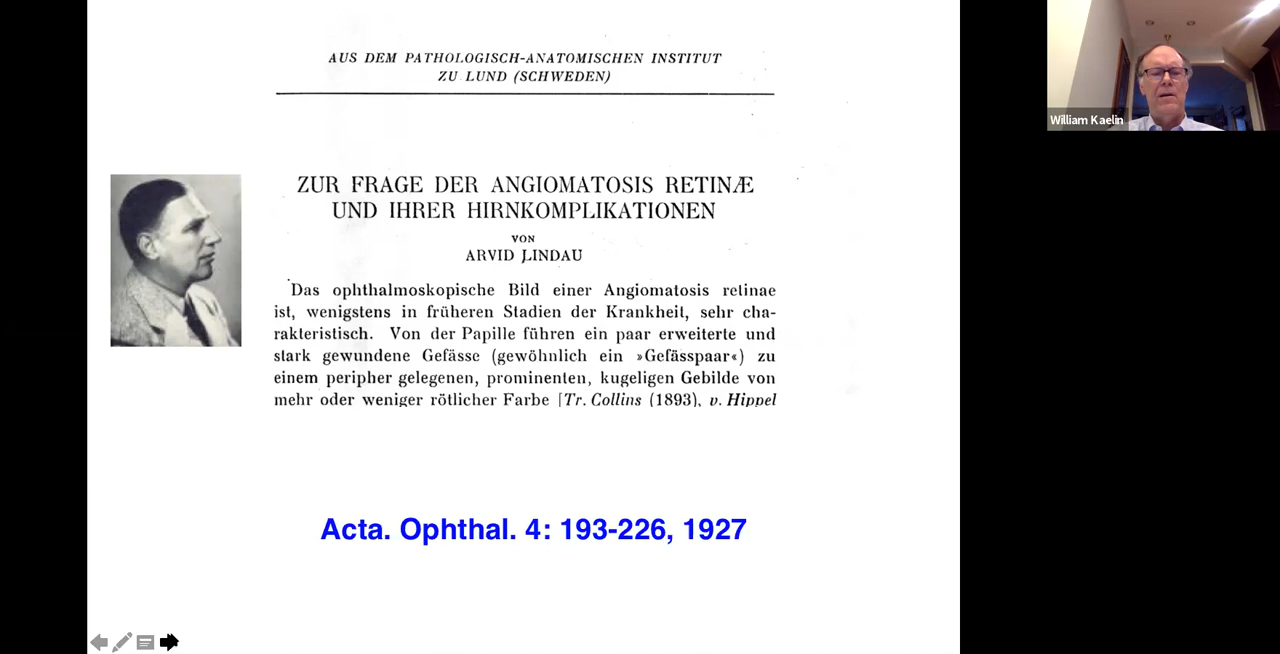 AUS DEM PATHOLOGISCH-ANATOMISCHEN INSTITUT
ZU LUND (SCHWEDEN)
ZUR FRAGE DER ANGIOMATOSIS RETINÆ
UND IHRER HIRNKOMPLIKATIONEN
VON
ARVID LINDAU
Das ophthalmoskopische Bild einer Angiomatosis retinae
ist, wenigstens in früheren Stadien der Krankheit, sehr cha-
rakteristisch. Von der Papille führen ein paar erweiterte und
stark gewundene Gefässe (gewöhnlich ein »Gefässpaar«) zu
einem peripher gelegenen, prominenten, kugeligen Gebilde von
mehr oder weniger rötlicher Farbe [Tr. Collins (1893), v. Hippel
Acta. Ophthal. 4: 193-226, 1927
William Kaelin